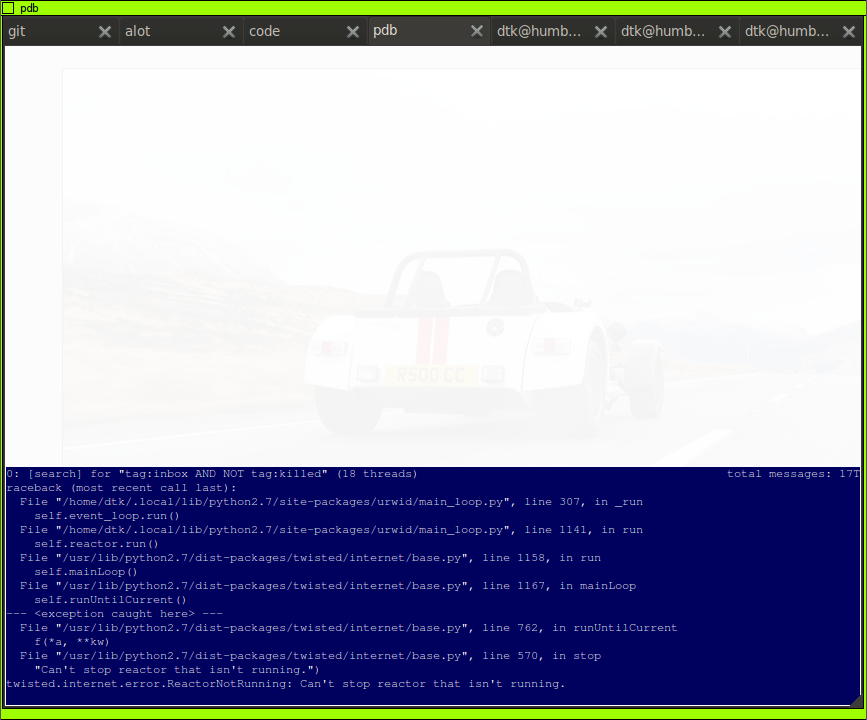 pdb
git
alot
code
pdb
dtk@humb...
dtk@humb...
dtk@humb...
R500 CC
0: [search] for "tag:inbox AND NOT tag:killed" (18 threads) total messages: 17T
raceback (most recent call last):
File "/home/dtk/.local/lib/python2.7/site-packages/urwid/main_loop.py", line 307, in _run
self.event_loop.run()
File "/home/dtk/.local/lib/python2.7/site-packages/urwid/main_loop.py", line 1141, in run
self.reactor.run()
File "/usr/lib/python2.7/dist-packages/twisted/internet/base.py", line 1158, in run
self.mainLoop()
File "/usr/lib/python2.7/dist-packages/twisted/internet/base.py", line 1167, in mainLoop
self.runUntilCurrent()
--- <exception caught here> ---
File "/usr/lib/python2.7/dist-packages/twisted/internet/base.py", line 762, in runUntilCurrent
f(*a, **kw)
File "/usr/lib/python2.7/dist-packages/twisted/internet/base.py", line 570, in stop
"Can't stop reactor that isn't running.")
twisted.internet.error.ReactorNotRunning: Can't stop reactor that isn't running.